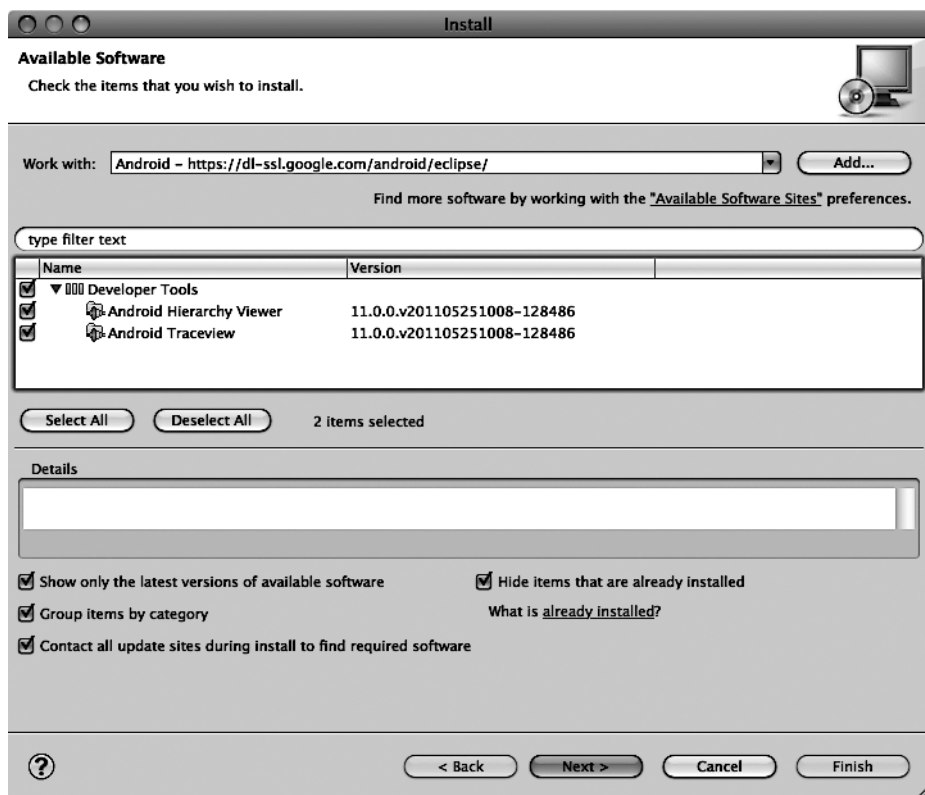 Install
Available Software
Check the items that you wish to install.
Work with: Android – https://dl-ssl.google.com/android/eclipse/ Add...
Find more software by working with the "Available Software Sites" preferences.
type filter text
Name Version
Developer Tools
Android Hierarchy Viewer 11.0.0.v201105251008-128486
Android Traceview 11.0.0.v201105251008-128486
Select All Deselect All 2 items selected
Details
Show only the latest versions of available software Hide items that are already installed
Group items by category What is already installed?
Contact all update sites during install to find required software
? < Back Next > Cancel Finish